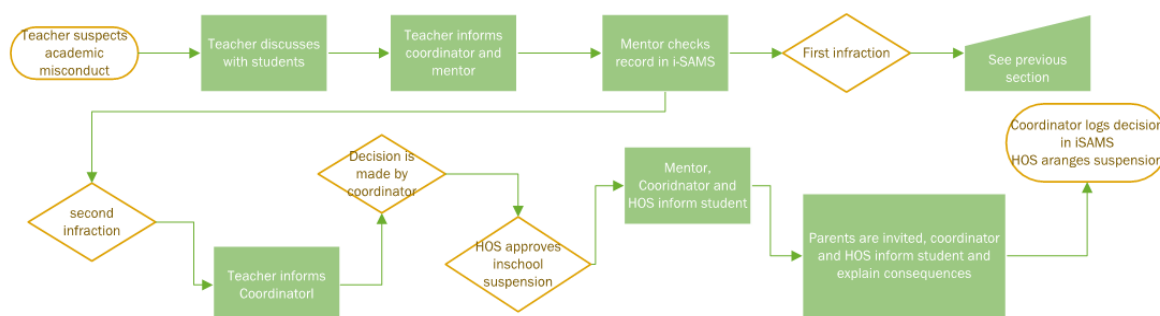 Teacher suspects
academic
misconduct
Teacher discusses
with students
Teacher informs
coordinator and
mentor
Mentor checks
record in i-SAMS
First infraction
See previous
section
Coordinator logs decision
in iSAMS
HOS aranges suspension
second
infraction
Teacher informs
Coordinatorl
Decision is
made by
coordinator
HOS approves
inschool
suspension
Mentor,
Cooridnator and
HOS inform student
Parents are invited, coordinator
and HOS inform student and
explain consequences